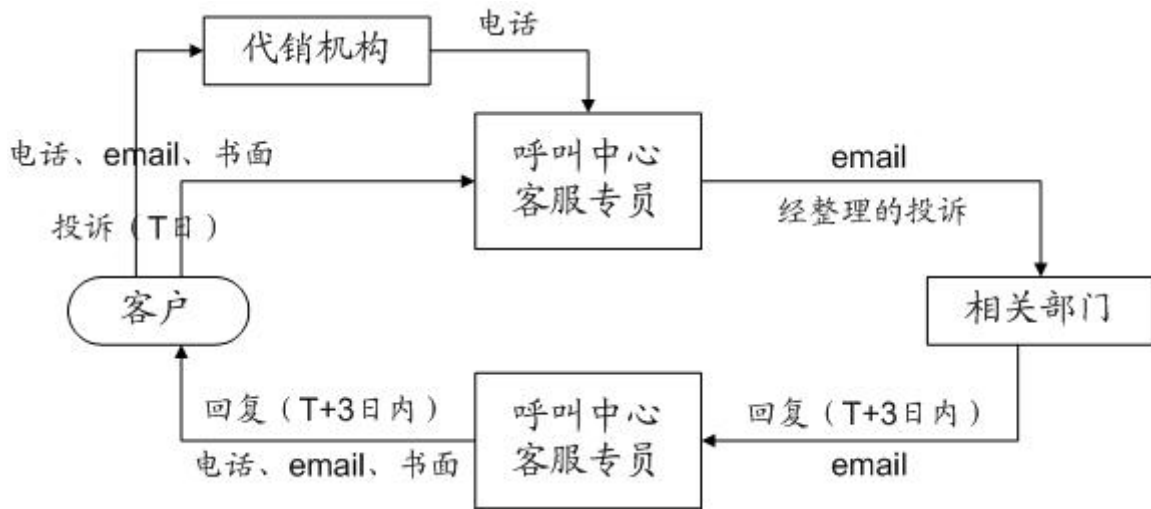 代销机构
电话
呼叫中心
客服专员
电话、email、书面
投诉（T日）
email
经整理的投诉
客户
相关部门
回复（T+3日内）
电话、email、书面
呼叫中心
客服专员
回复（T+3日内）
email